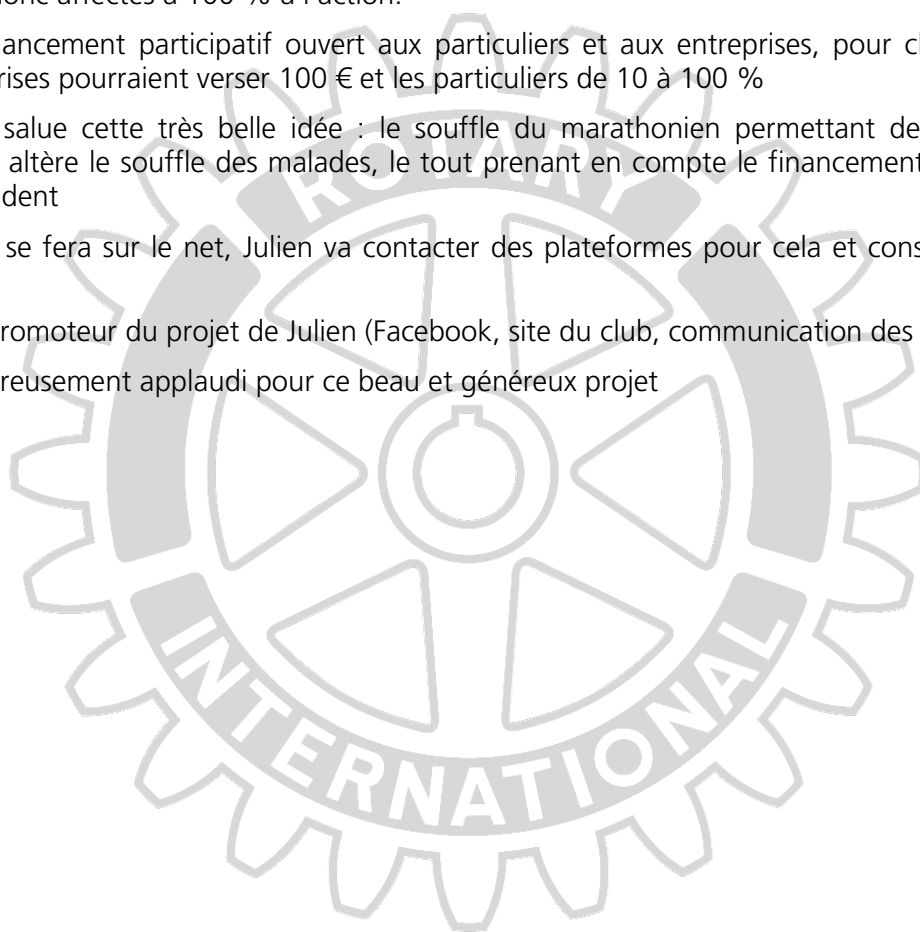 donc affectés à 100 % à l'action.
ancement participatif ouvert aux particuliers et aux entreprises, pour c
rises pourraient verser 100 € et les particuliers de 10 à 100 %
salue cette très belle idée : le souffle du marathonien permettant de
altère le souffle des malades, le tout prenant en compte le financement
dent
se fera sur le net, Julien va contacter des plateformes pour cela et cons
romoteur du projet de Julien (Facebook, site du club, communication des
reusement applaudi pour ce beau et généreux projet
ROTARY
INTERNATIONAL